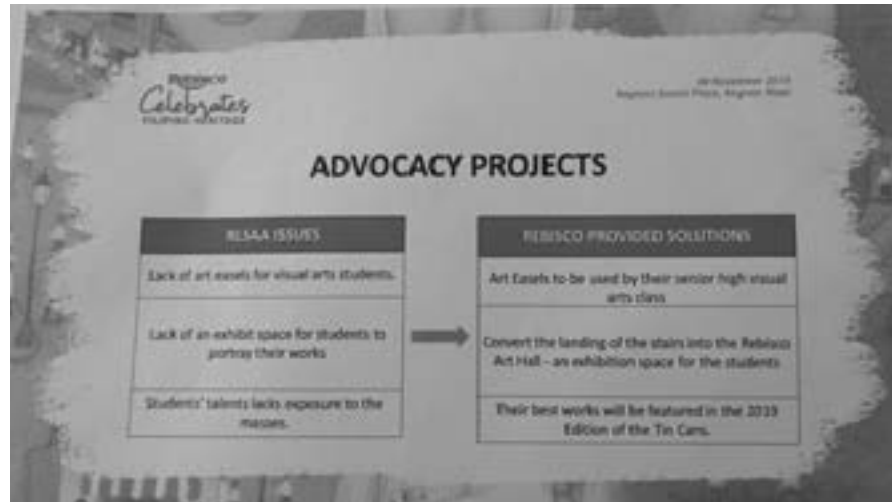 Rebisco
Celebrates
FILIPINO HERITAGE
November 2019
ADVOCACY PROJECTS
RLSAA ISSUES
REBISCO PROVIDED SOLUTIONS
Lack of art easels for visual arts students.
Art Easels to be used by their senior high visual
arts class
Lack of an exhibit space for students to
portray their works
Convert the landing of the stairs into the Rebisco
Art Hall – an exhibition space for the students
Students' talents lacks exposure to the
masses.
Their best works will be featured in the 2019
Edition of the Tin Cans.